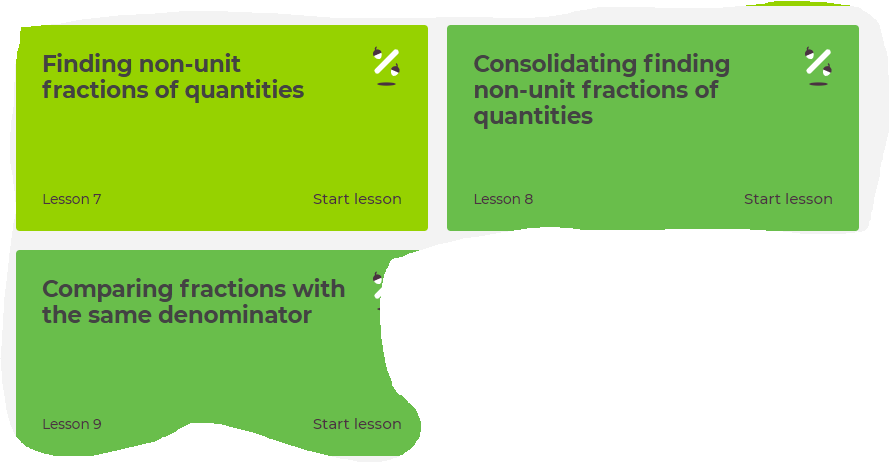 Finding non-unit
fractions of quantities
Lesson 7
Start lesson
Consolidating finding
non-unit fractions of
quantities
Lesson 8
Start lesson
Comparing fractions with
the same denominator
Lesson 9
Start lesson